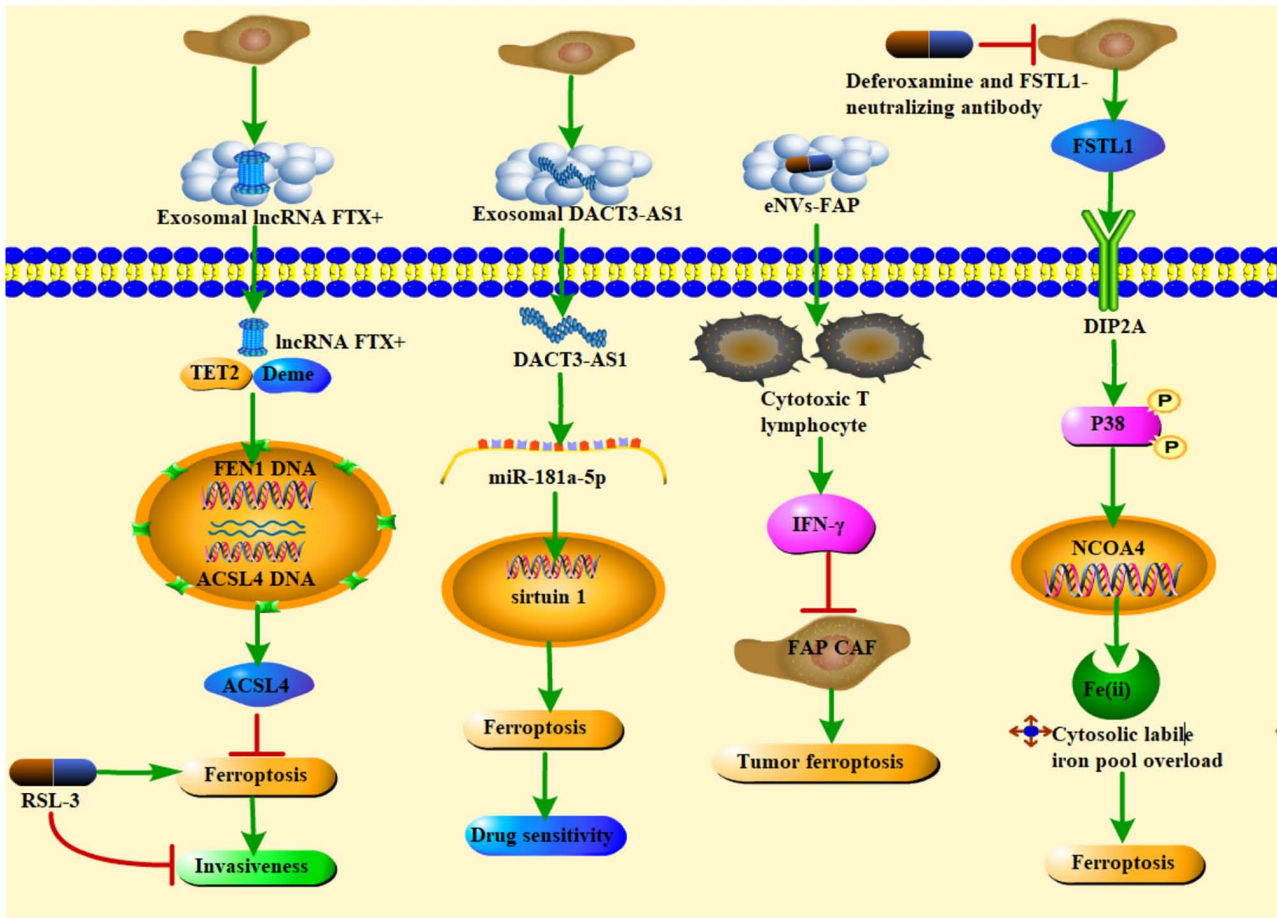 Exosomal lncRNA FTX+
lncRNA FTX+
TET2
Deme
FEN1 DNA
ACSL4 DNA
ACSL4
RSL-3
Ferroptosis
Invasiveness
Exosomal DACT3-AS1
DACT3-AS1
miR-181a-5p
sirtuin 1
Ferroptosis
Drug sensitivity
eNVs-FAP
Cytotoxic T
lymphocyte
IFN-γ
FAP CAF
Tumor ferroptosis
Deferoxamine and FSTL1-
neutralizing antibody
FSTL1
DIP2A
P38
P
P
NCOA4
Fe(ii)
Cytosolic labile
iron pool overload
Ferroptosis